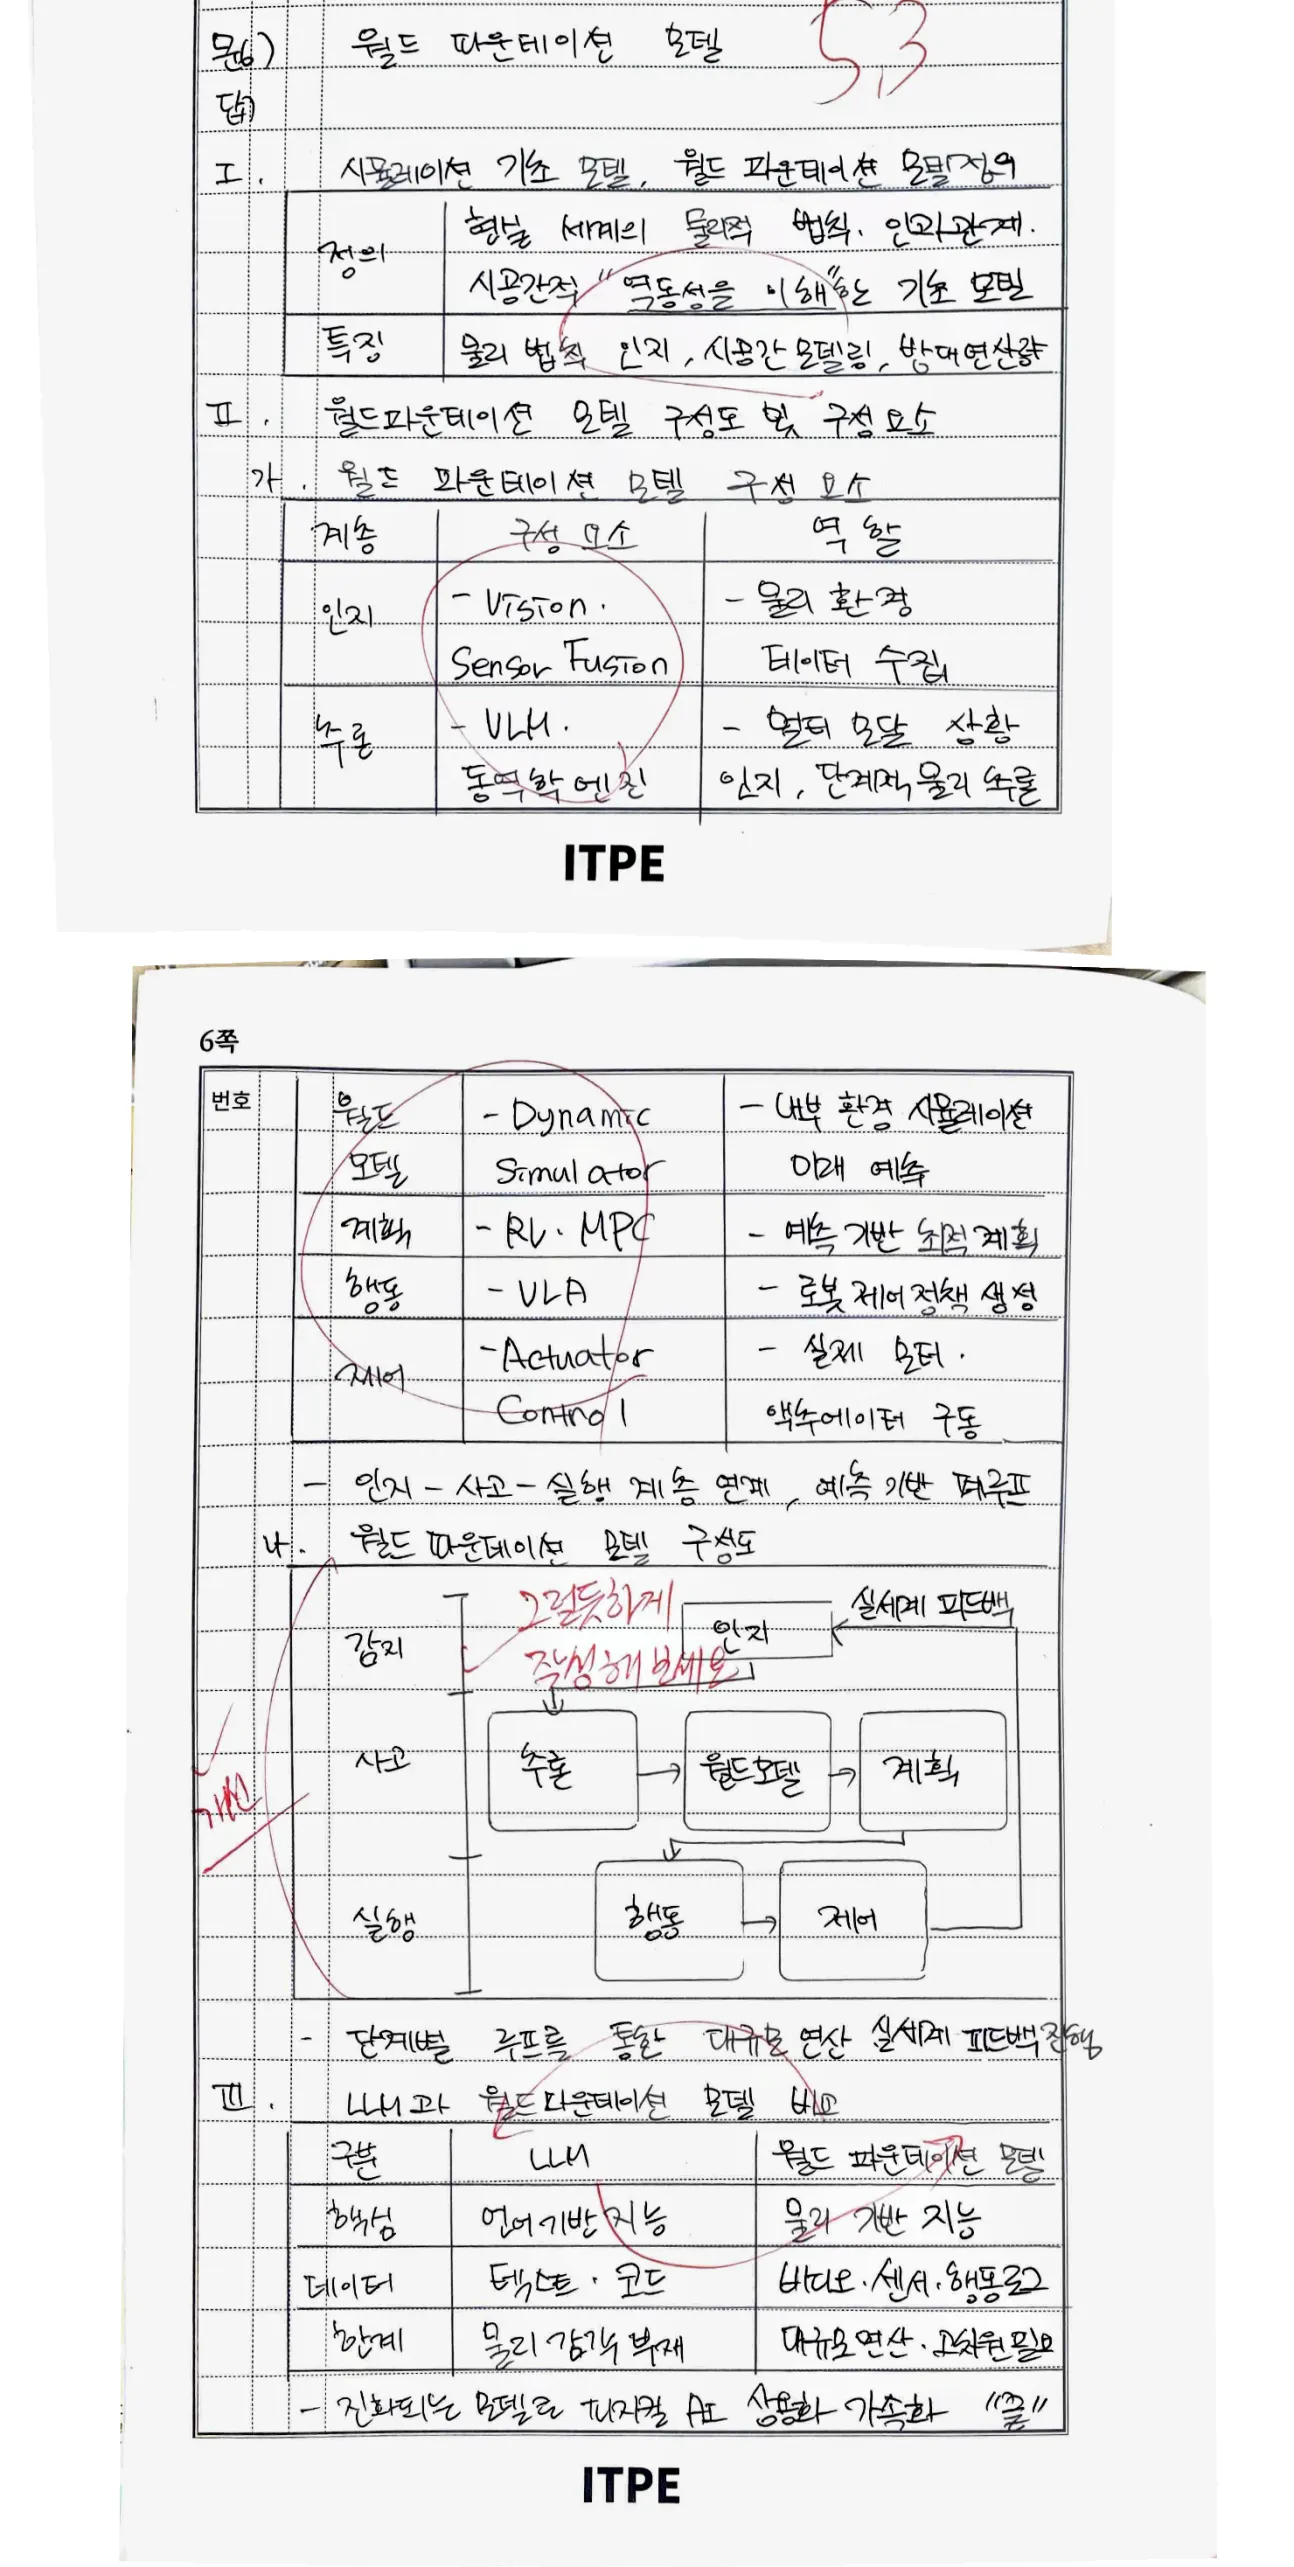 문6) 월드 파운데이션 모델
5.3
답)
I. 시뮬레이션 기초 모델, 월드 파운데이션 모델 정의
정의 현실 세계의 물리적 법칙·인과관계·
시공간적 "역동성을 이해"하는 기초 모델
특징 물리 법칙 인지, 시공간 모델링, 방대연산량
II. 월드파운데이션 모델 구성도 및 구성요소
가. 월드 파운데이션 모델 구성 요소
계층 구성 요소 역할
인지 - Vision· - 물리 환경
Sensor Fusion 데이터 수집
추론 - VLM· - 멀티 모달 상황
동역학 엔진 인지, 단계적 물리 추론
ITPE
6쪽
번호
월드 - Dynamic - 내부 환경 시뮬레이션
모델 Simulator 미래 예측
계획 - RL·MPC - 예측 기반 최적 계획
행동 - VLA - 로봇 제어 정책 생성
제어 - Actuator - 실제 모터·
Control 액추에이터 구동
- 인지-사고-실행 계층 연계, 예측 기반 폐루프
나. 월드 파운데이션 모델 구성도
그럴듯하게 실세계 피드백
감지 인지
작성해 보세요
사고 추론 → 월드모델 → 계획
개선
실행 행동 → 제어
- 단계별 루프를 통한 대규모 연산 실세계 피드백 진행
III. LLM과 월드파운데이션 모델 비교
구분 LLM 월드 파운데이션 모델
핵심 언어기반 지능 물리 기반 지능
데이터 텍스트·코드 비디오·센서·행동로그
한계 물리 감각 부재 대규모 연산·고차원 필요
- 진화되는 모델로 피지컬 AI 상용화 가속화 "끝"
ITPE